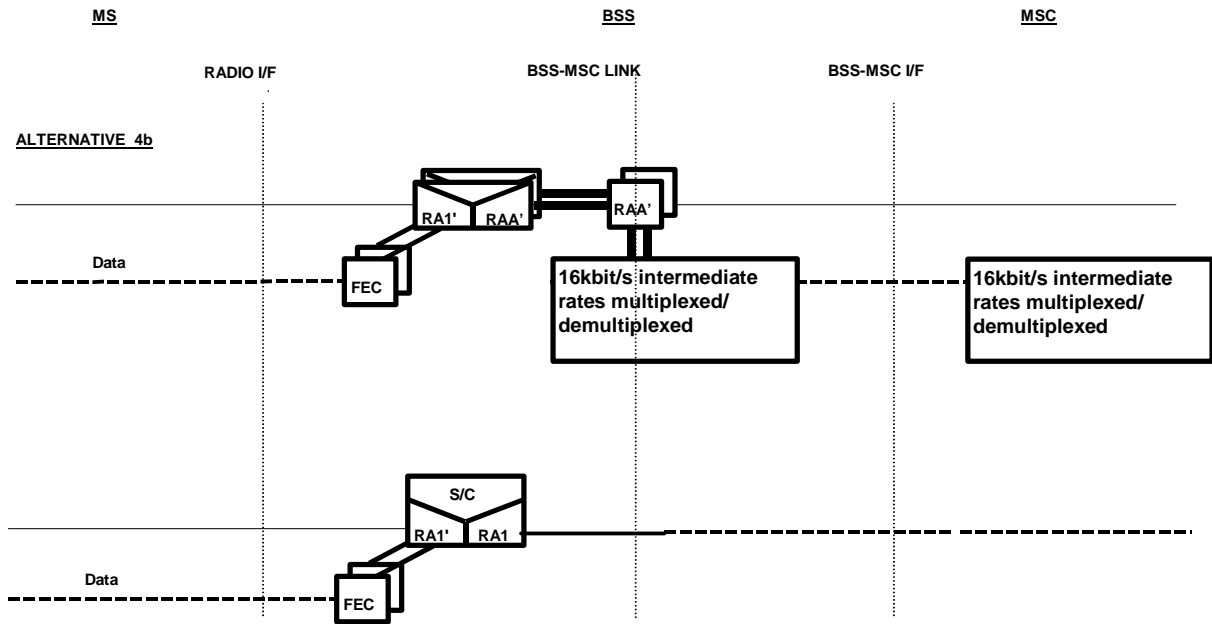 MS BSS MSC
RADIO I/F BSS-MSC LINK BSS-MSC I/F
ALTERNATIVE 4b
RA1' RAA' RAA'
Data
FEC
16kbit/s intermediate
rates multiplexed/
demultiplexed
16kbit/s intermediate
rates multiplexed/
demultiplexed
S/C
RA1' RA1
Data
FEC